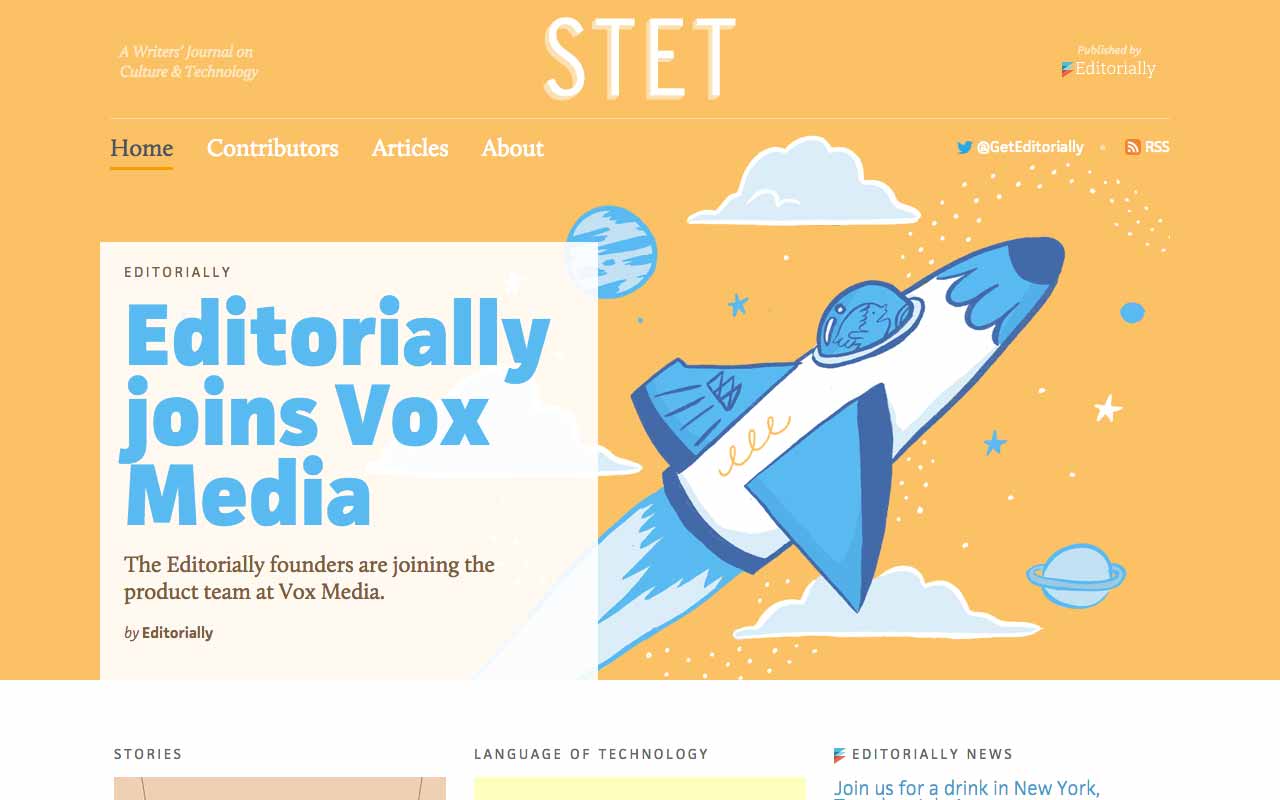 A Writers' Journal on
Culture & Technology
STET
Published by
Editorially
Home Contributors Articles About
@GetEditorially • RSS
EDITORIALLY
Editorially
joins Vox
Media
The Editorially founders are joining the
product team at Vox Media.
by Editorially
STORIES
LANGUAGE OF TECHNOLOGY
EDITORIALLY NEWS
Join us for a drink in New York,